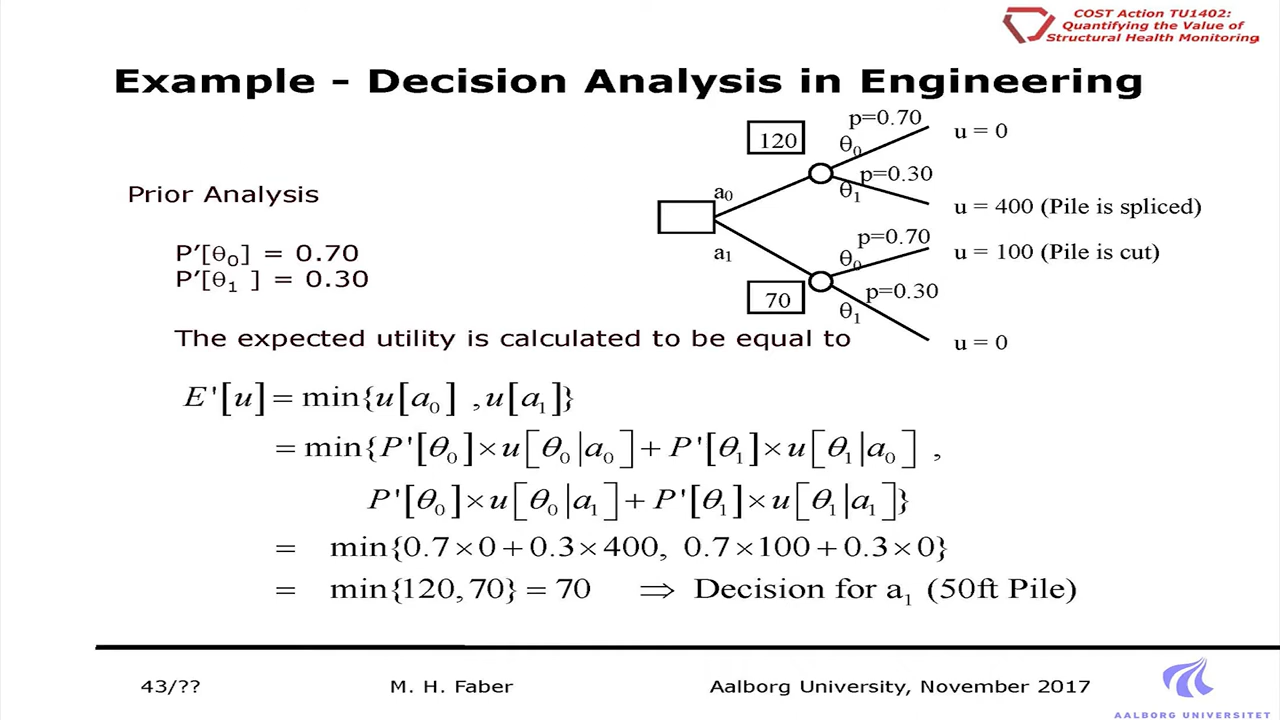 COST Action TU1402:
Quantifying the Value of
Structural Health Monitoring
Example – Decision Analysis in Engineering
Prior Analysis
P′[θ₀] = 0.70
P′[θ₁ ] = 0.30
120
p=0.70
θ₀
u = 0
a₀
p=0.30
θ₁
u = 400 (Pile is spliced)
a₁
p=0.70
θ₀
u = 100 (Pile is cut)
70
p=0.30
θ₁
u = 0
The expected utility is calculated to be equal to
E'[u] = min{u[a₀] ,u[a₁]}
= min{P'[θ₀]×u[θ₀|a₀]+P'[θ₁]×u[θ₁|a₀] ,
P'[θ₀]×u[θ₀|a₁]+P'[θ₁]×u[θ₁|a₁]}
= min{0.7×0+0.3×400, 0.7×100+0.3×0}
= min{120,70} = 70 ⇒ Decision for a₁ (50ft Pile)
43/??
M. H. Faber
Aalborg University, November 2017
AALBORG UNIVERSITET